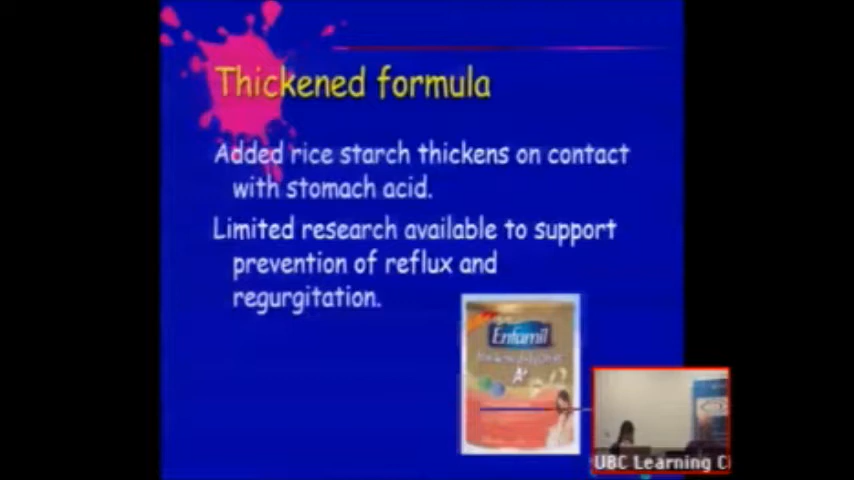 Thickened formula
Added rice starch thickens on contact
with stomach acid.
Limited research available to support
prevention of reflux and
regurgitation.
Enfamil
A+
UBC Learning C